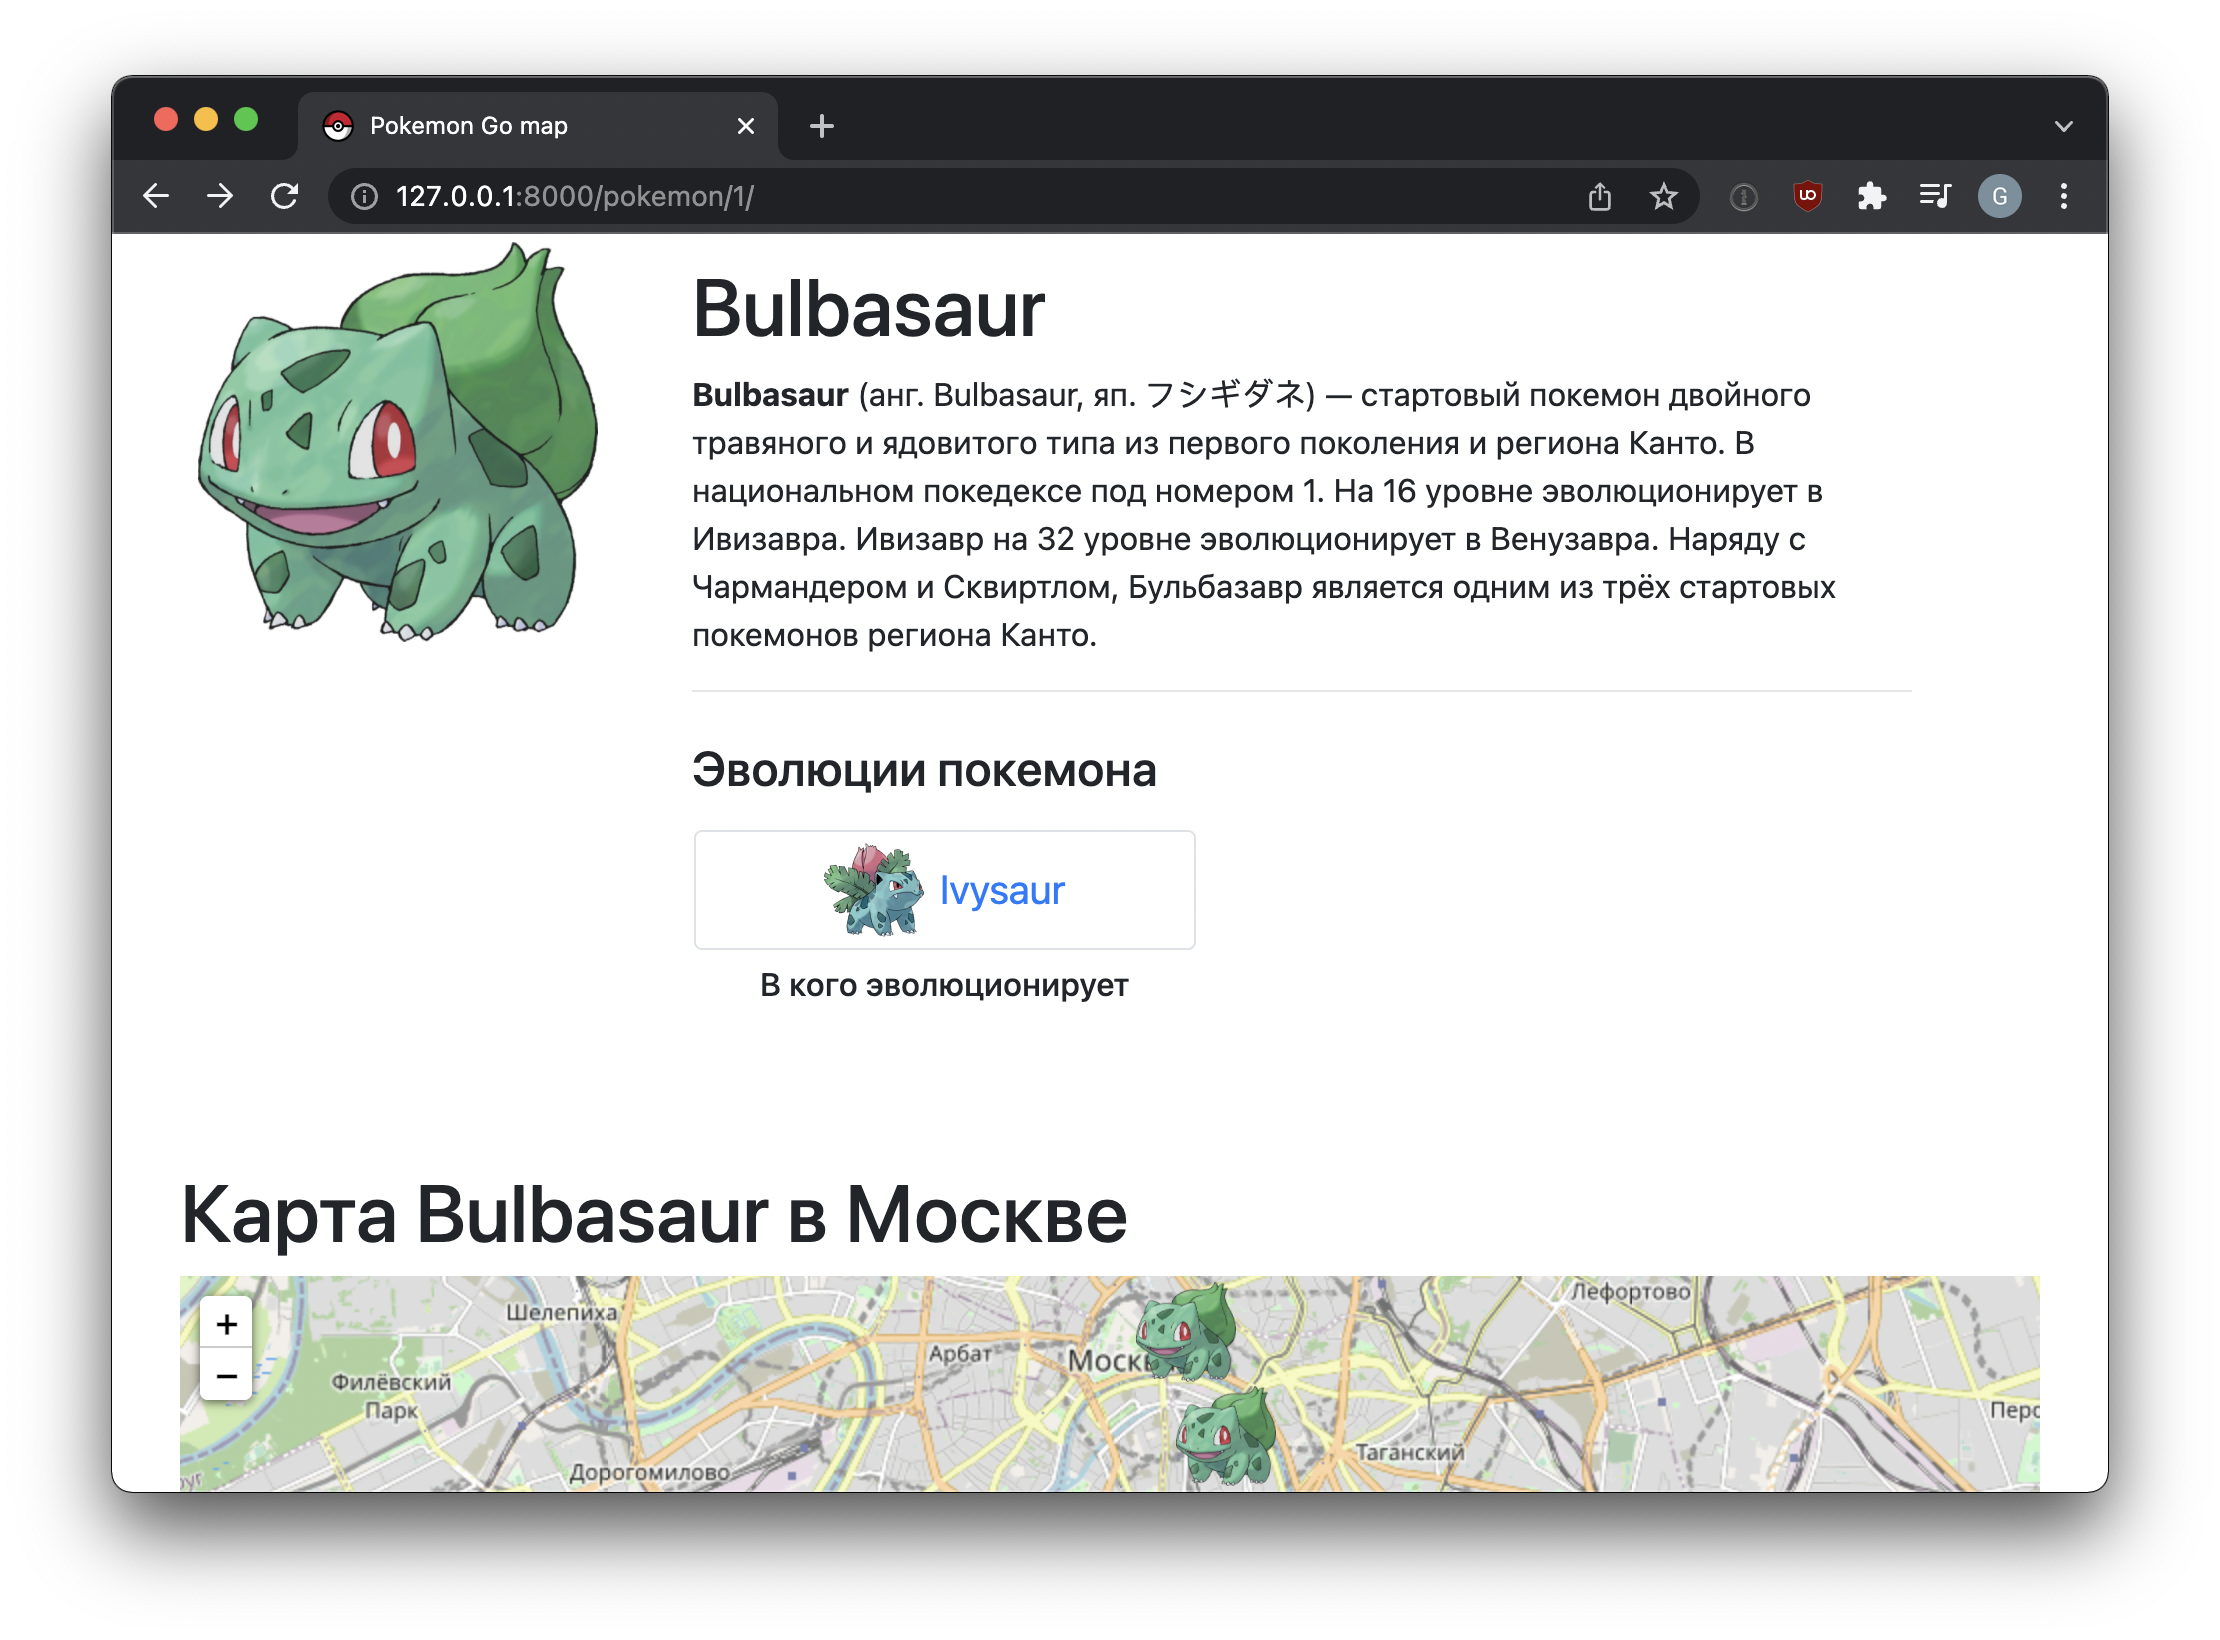 Pokemon Go map
127.0.0.1:8000/pokemon/1/
G
Bulbasaur
Bulbasaur (анг. Bulbasaur, яп. フシギダネ) — стартовый покемон двойного
травяного и ядовитого типа из первого поколения и региона Канто. В
национальном покедексе под номером 1. На 16 уровне эволюционирует в
Ивизавра. Ивизавр на 32 уровне эволюционирует в Венузавра. Наряду с
Чармандером и Сквиртлом, Бульбазавр является одним из трёх стартовых
покемонов региона Канто.
Эволюции покемона
Ivysaur
В кого эволюционирует
Карта Bulbasaur в Москве
+
−
Шелепиха
Лефортово
Арбат
Моск
Филёвский
Парк
Перо
Таганский
Дорогомилово